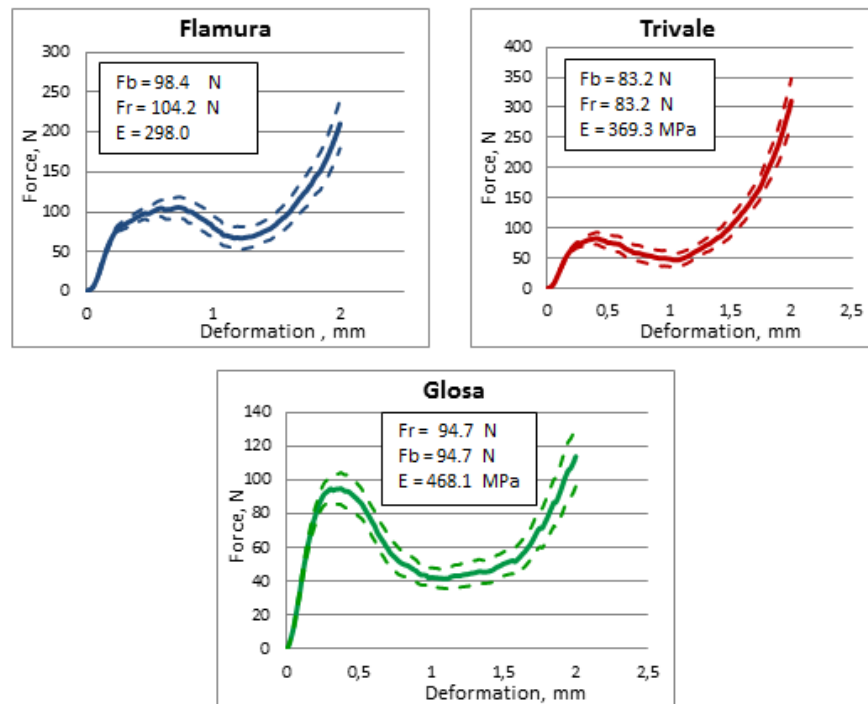 Flamura
300
250
200
150
100
50
0
Force, N
Fb = 98.4 N
Fr = 104.2 N
E = 298.0
0 1 2
Deformation , mm
Trivale
400
350
300
250
200
150
100
50
0
Force, N
Fb = 83.2 N
Fr = 83.2 N
E = 369.3 MPa
0 0,5 1 1,5 2 2,5
Deformation, mm
Glosa
140
120
100
80
60
40
20
0
Force, N
Fr = 94.7 N
Fb = 94.7 N
E = 468.1 MPa
0 0,5 1 1,5 2 2,5
Deformation, mm